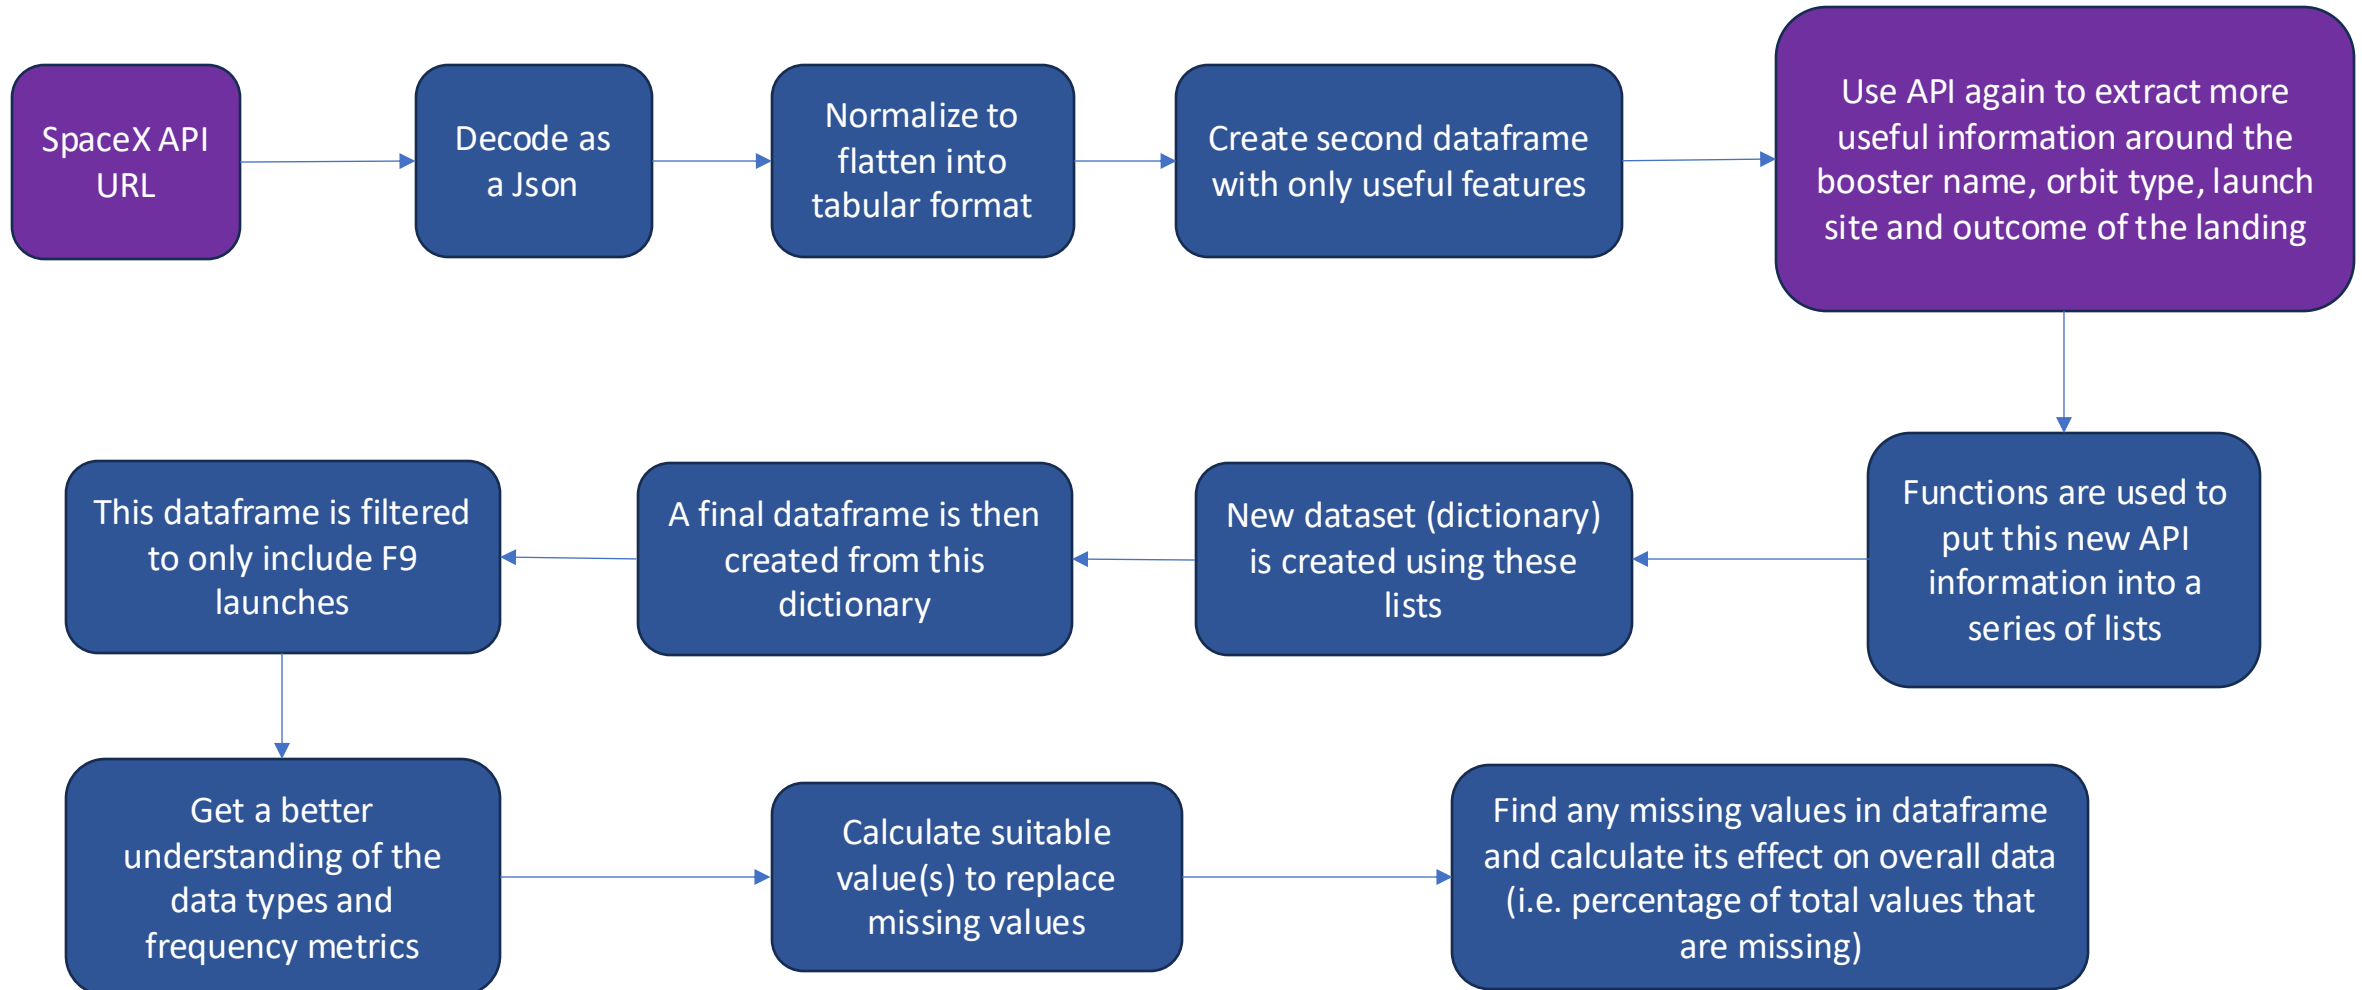 SpaceX API
URL
Decode as
a Json
Normalize to
flatten into
tabular format
Create second dataframe
with only useful features
Use API again to extract more
useful information around the
booster name, orbit type, launch
site and outcome of the landing
Functions are used to
put this new API
information into a
series of lists
New dataset (dictionary)
is created using these
lists
A final dataframe is then
created from this
dictionary
This dataframe is filtered
to only include F9
launches
Get a better
understanding of the
data types and
frequency metrics
Calculate suitable
value(s) to replace
missing values
Find any missing values in dataframe
and calculate its effect on overall data
(i.e. percentage of total values that
are missing)